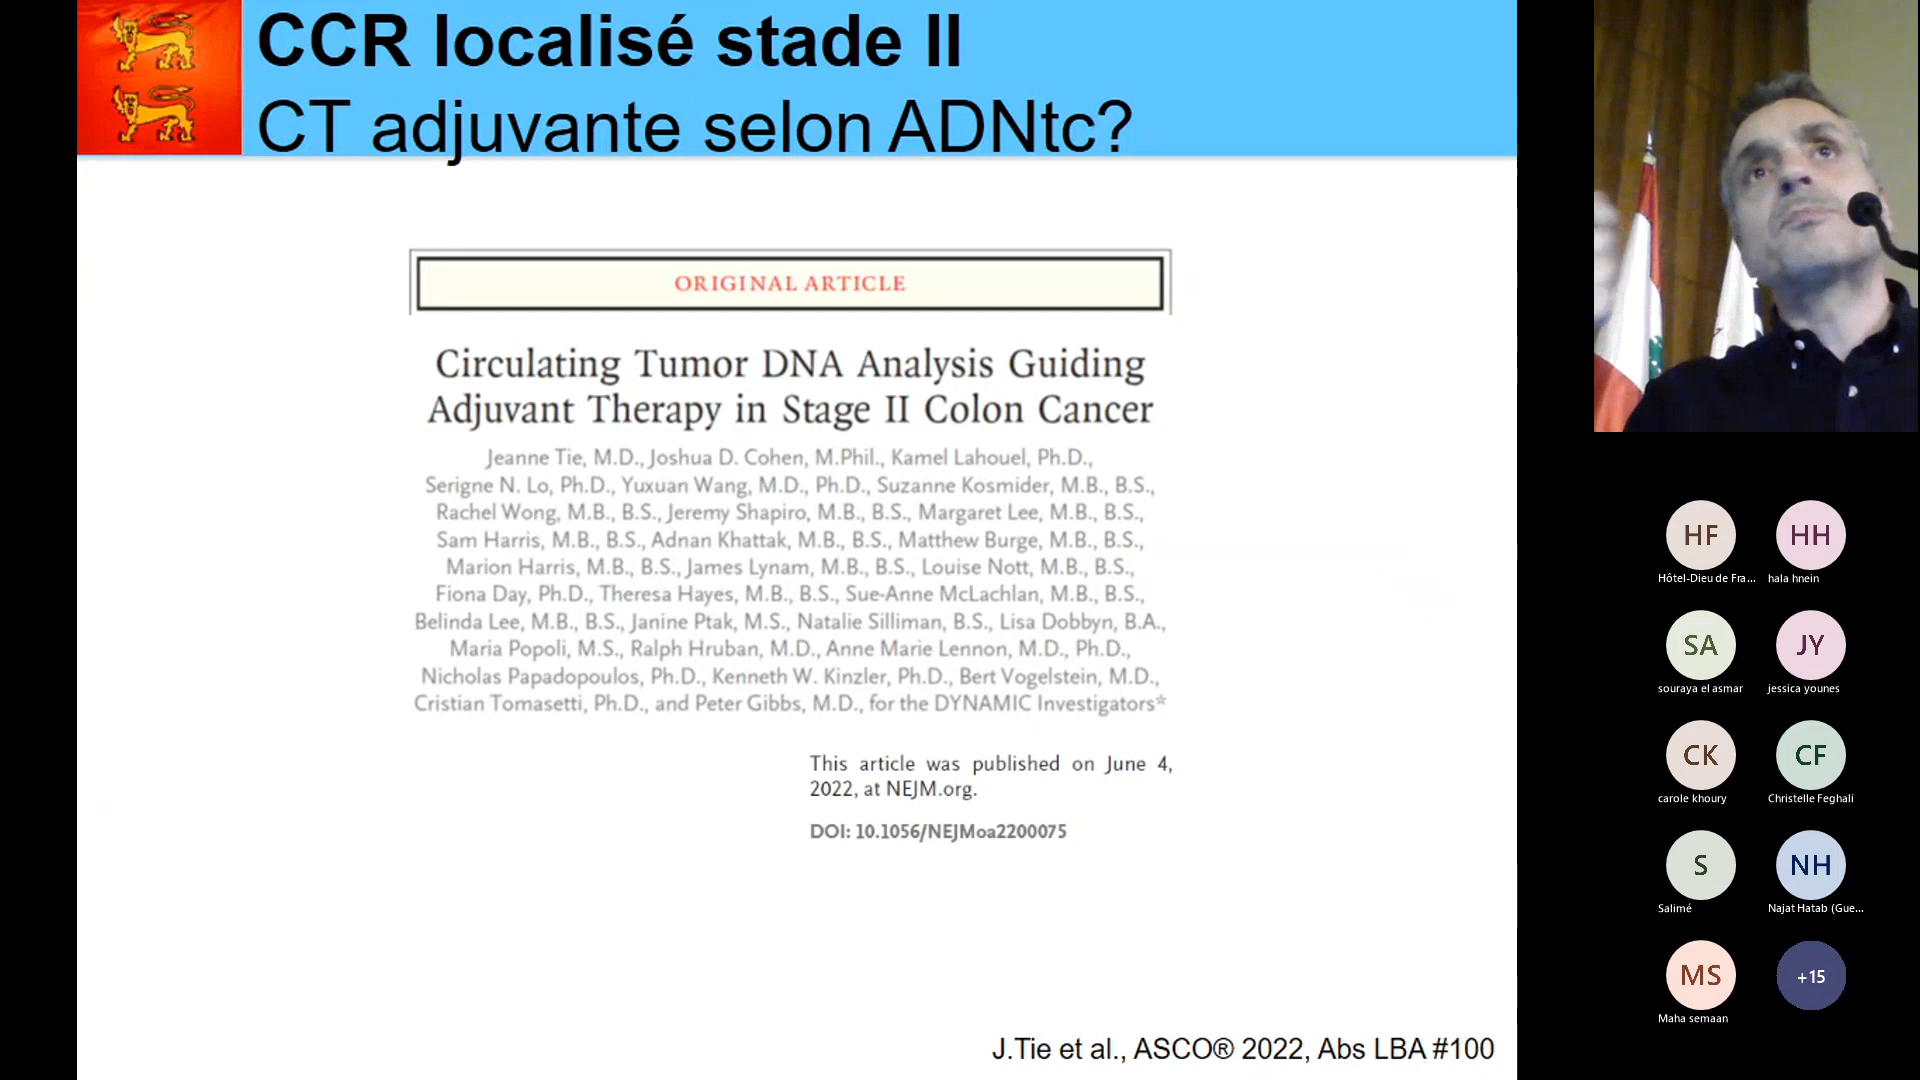 CCR localisé stade II
CT adjuvante selon ADNtc?
ORIGINAL ARTICLE
Circulating Tumor DNA Analysis Guiding
Adjuvant Therapy in Stage II Colon Cancer
Jeanne Tie, M.D., Joshua D. Cohen, M.Phil., Kamel Lahouel, Ph.D.,
Serigne N. Lo, Ph.D., Yuxuan Wang, M.D., Ph.D., Suzanne Kosmider, M.B., B.S.,
Rachel Wong, M.B., B.S., Jeremy Shapiro, M.B., B.S., Margaret Lee, M.B., B.S.,
Sam Harris, M.B., B.S., Adnan Khattak, M.B., B.S., Matthew Burge, M.B., B.S.,
Marion Harris, M.B., B.S., James Lynam, M.B., B.S., Louise Nott, M.B., B.S.,
Fiona Day, Ph.D., Theresa Hayes, M.B., B.S., Sue-Anne McLachlan, M.B., B.S.,
Belinda Lee, M.B., B.S., Janine Ptak, M.S., Natalie Silliman, B.S., Lisa Dobbyn, B.A.,
Maria Popoli, M.S., Ralph Hruban, M.D., Anne Marie Lennon, M.D., Ph.D.,
Nicholas Papadopoulos, Ph.D., Kenneth W. Kinzler, Ph.D., Bert Vogelstein, M.D.,
Cristian Tomasetti, Ph.D., and Peter Gibbs, M.D., for the DYNAMIC Investigators*
This article was published on June 4,
2022, at NEJM.org.
DOI: 10.1056/NEJMoa2200075
J.Tie et al., ASCO® 2022, Abs LBA #100
HF
Hôtel-Dieu de Fra...
HH
hala hnein
SA
souraya el asmar
JY
jessica younes
CK
carole khoury
CF
Christelle Feghali
S
Salimé
NH
Najat Hatab (Gue...
MS
Maha semaan
+15